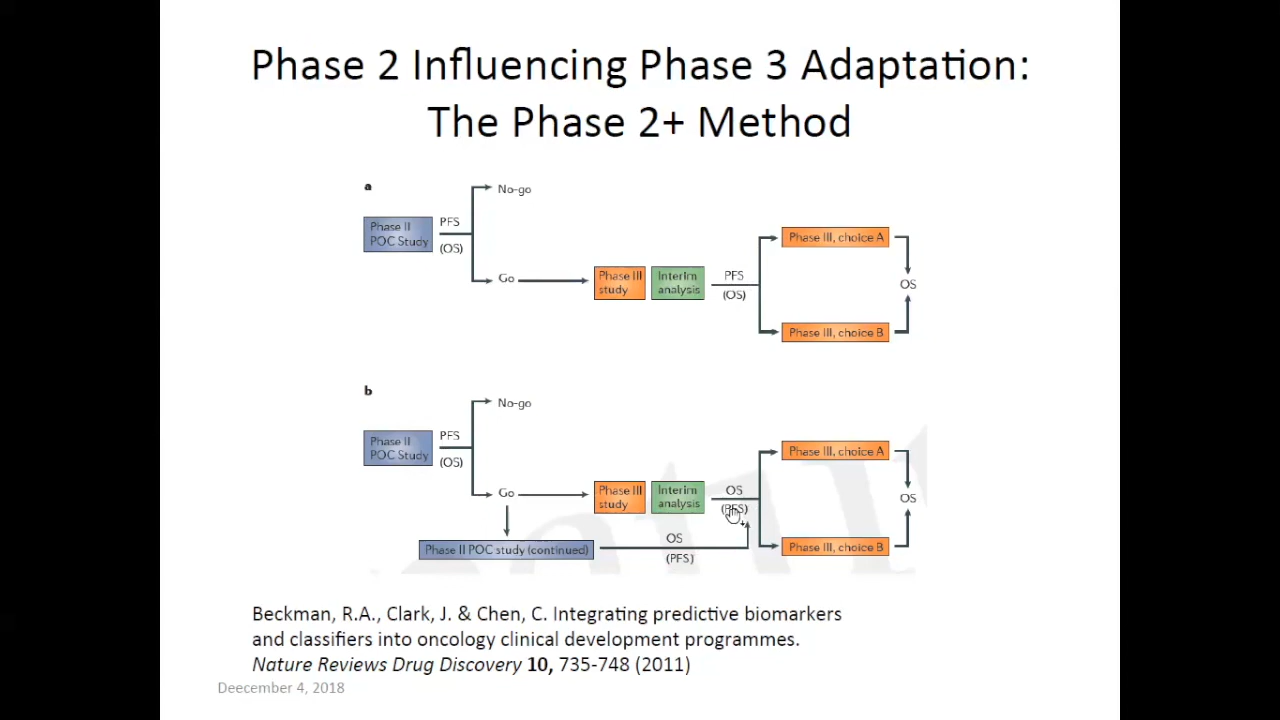 Phase 2 Influencing Phase 3 Adaptation:
The Phase 2+ Method
a
No-go
Phase II
POC Study
PFS
(OS)
Go
Phase III
study
Interim
analysis
PFS
(OS)
Phase III, choice A
OS
Phase III, choice B
b
No-go
Phase II
POC Study
PFS
(OS)
Go
Phase III
study
Interim
analysis
OS
(PFS)
Phase III, choice A
OS
Phase III, choice B
Phase II POC study (continued)
OS
(PFS)
Beckman, R.A., Clark, J. & Chen, C. Integrating predictive biomarkers
and classifiers into oncology clinical development programmes.
Nature Reviews Drug Discovery 10, 735-748 (2011)
Deecember 4, 2018